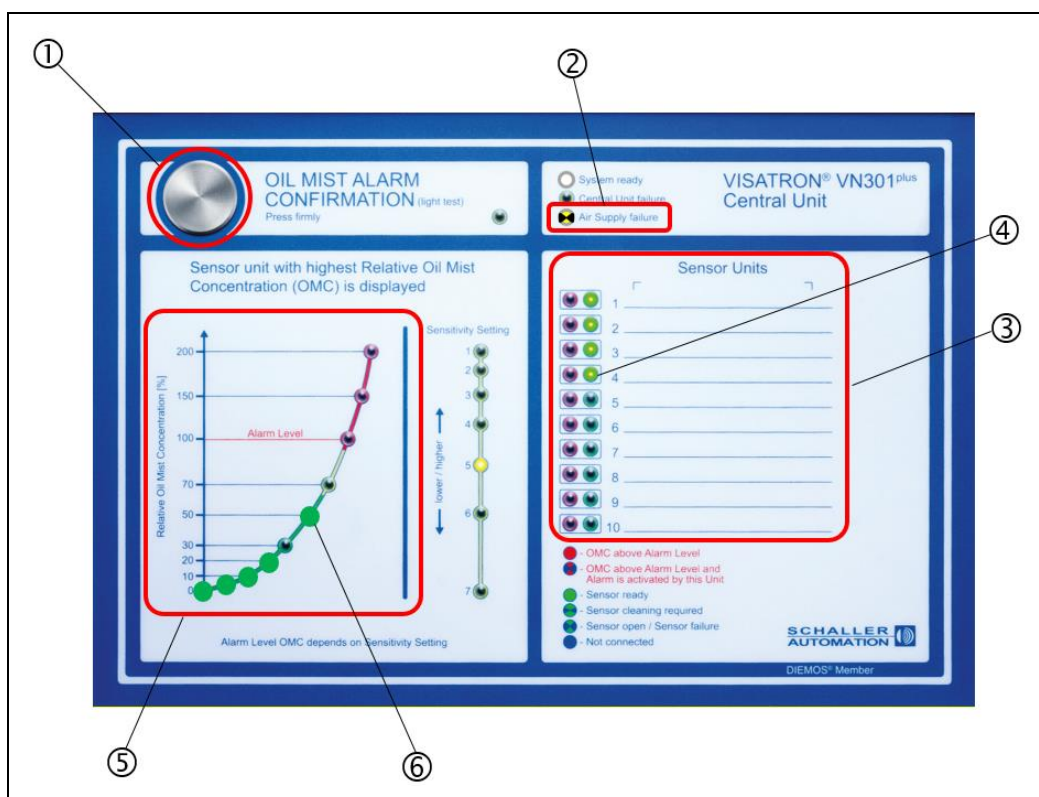 ①
②
OIL MIST ALARM
CONFIRMATION (light test)
Press firmly
System ready
Central Unit failure
Air Supply failure
VISATRON® VN301plus
Central Unit
④
Sensor unit with highest Relative Oil Mist
Concentration (OMC) is displayed
Sensor Units
Sensitivity Setting
Relative Oil Mist Concentration [%]
200
150
100
Alarm Level
70
50
30
20
10
0
lower / higher
1
2
3
4
5
6
7
1
2
3
4
5
6
7
8
9
10
③
- OMC above Alarm Level
- OMC above Alarm Level and
Alarm is activated by this Unit
- Sensor ready
- Sensor cleaning required
- Sensor open / Sensor failure
- Not connected
Alarm Level OMC depends on Sensitivity Setting
SCHALLER
AUTOMATION
DIEMOS® Member
⑤
⑥